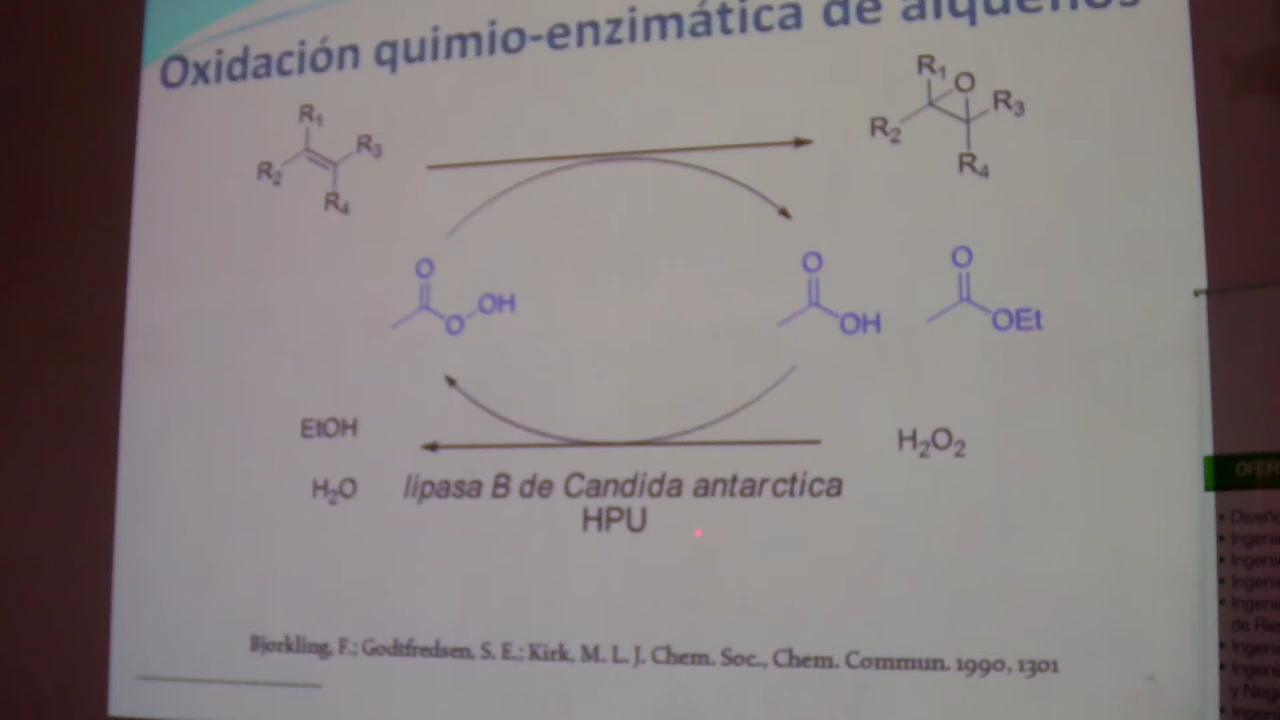 Oxidación quimio-enzimática de alquenos
R1
O
R3
R2
R4
R1
R3
R2
R4
O
O
OH
O
OH
O
OEt
EtOH
H2O2
H2O
lipasa B de Candida antarctica
HPU
Bjorkling, F.; Godtfredsen, S. E.; Kirk, M. L. J. Chem. Soc., Chem. Commun. 1990, 1301